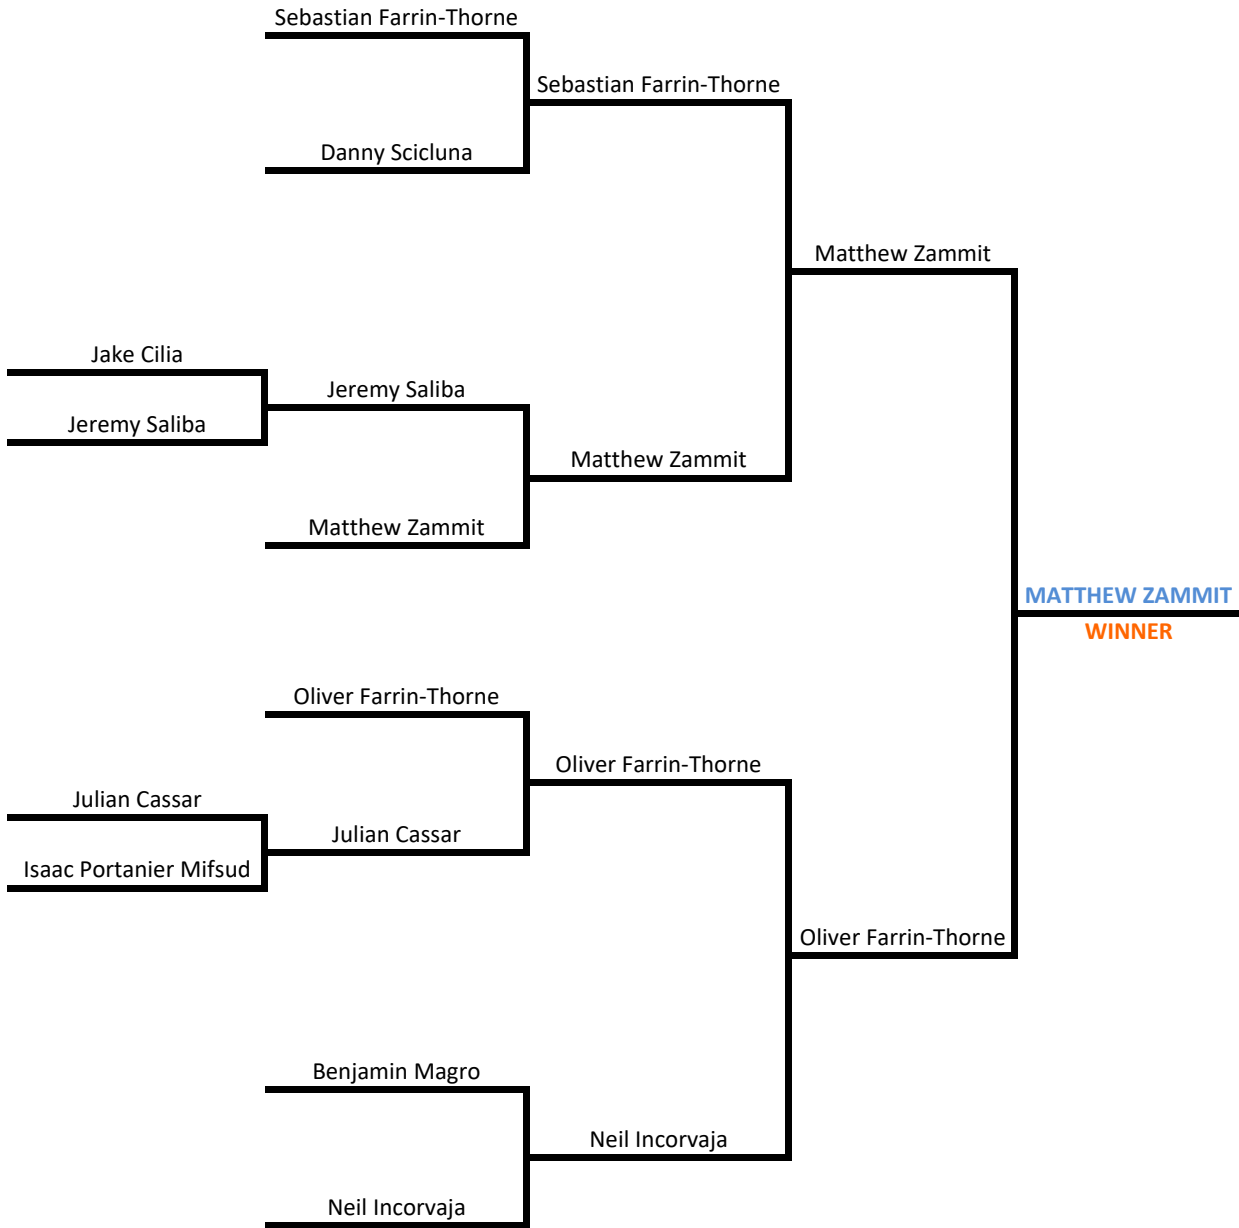 Sebastian Farrin-Thorne
Sebastian Farrin-Thorne
Danny Scicluna
Matthew Zammit
Jake Cilia
Jeremy Saliba
Jeremy Saliba
Matthew Zammit
Matthew Zammit
MATTHEW ZAMMIT
WINNER
Oliver Farrin-Thorne
Oliver Farrin-Thorne
Julian Cassar
Julian Cassar
Isaac Portanier Mifsud
Oliver Farrin-Thorne
Benjamin Magro
Neil Incorvaja
Neil Incorvaja